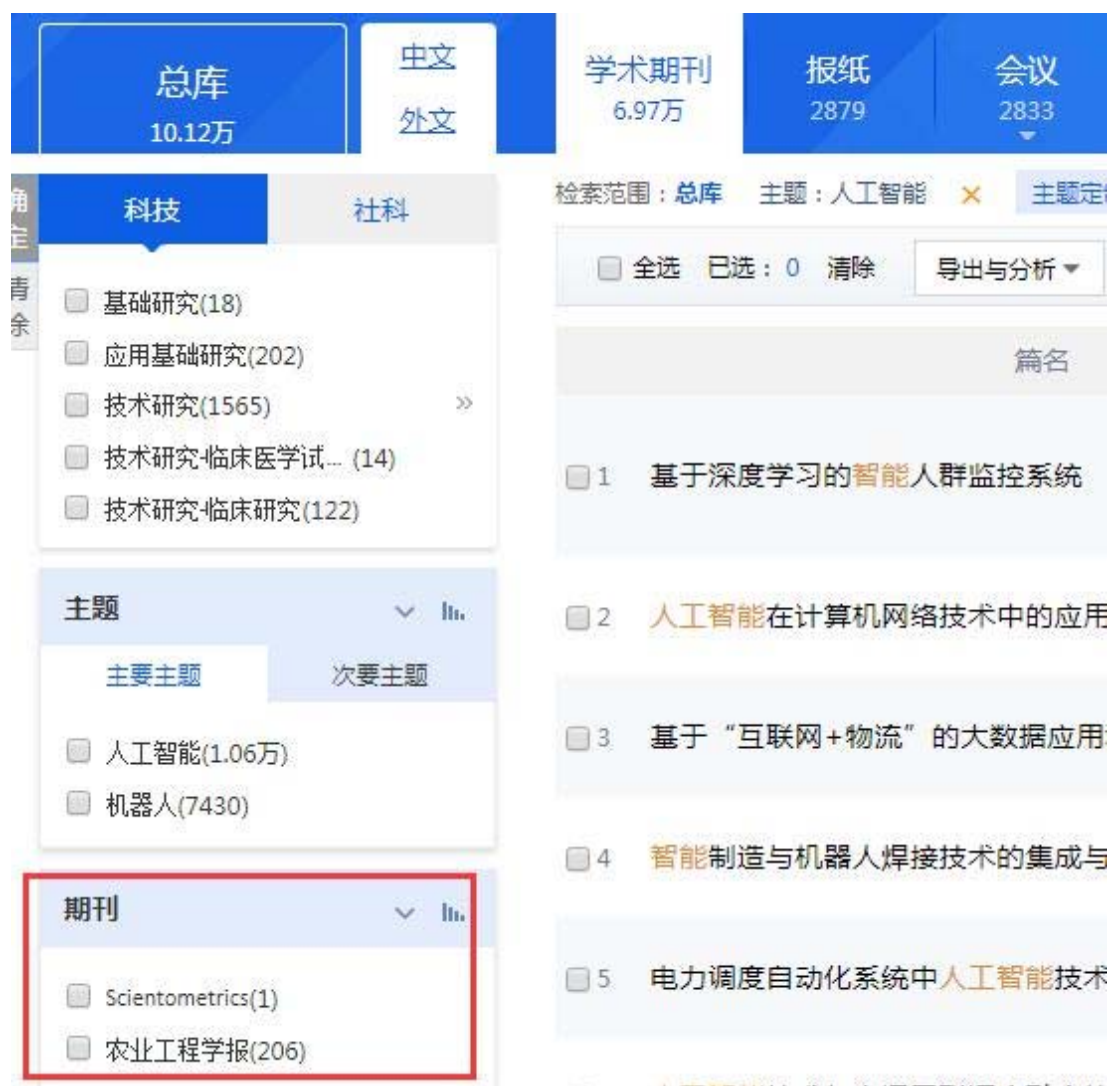 总库
10.12万
中文
外文
学术期刊
6.97万
报纸
2879
会议
2833
确
定
清
除
科技
社科
基础研究(18)
应用基础研究(202)
技术研究(1565)
»
技术研究-临床医学试... (14)
技术研究-临床研究(122)
主题
主要主题
次要主题
人工智能(1.06万)
机器人(7430)
期刊
Scientometrics(1)
农业工程学报(206)
检索范围：总库 主题：人工智能 × 主题定
全选 已选：0 清除 导出与分析
篇名
1 基于深度学习的智能人群监控系统
2 人工智能在计算机网络技术中的应用
3 基于“互联网+物流”的大数据应用
4 智能制造与机器人焊接技术的集成与
5 电力调度自动化系统中人工智能技术